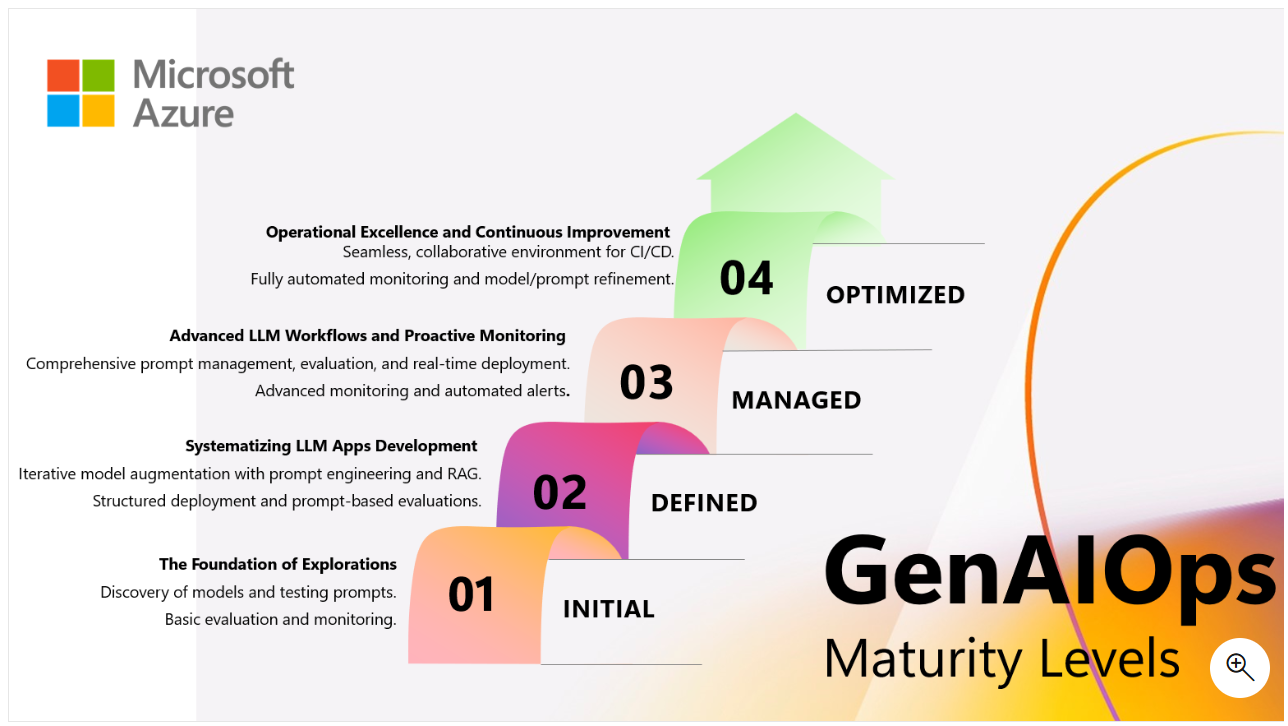 Microsoft
Azure
Operational Excellence and Continuous Improvement
Seamless, collaborative environment for CI/CD.
Fully automated monitoring and model/prompt refinement.
04
OPTIMIZED
Advanced LLM Workflows and Proactive Monitoring
Comprehensive prompt management, evaluation, and real-time deployment.
Advanced monitoring and automated alerts.
03
MANAGED
Systematizing LLM Apps Development
Iterative model augmentation with prompt engineering and RAG.
Structured deployment and prompt-based evaluations.
02
DEFINED
The Foundation of Explorations
Discovery of models and testing prompts.
Basic evaluation and monitoring.
01
INITIAL
GenAIOps
Maturity Levels